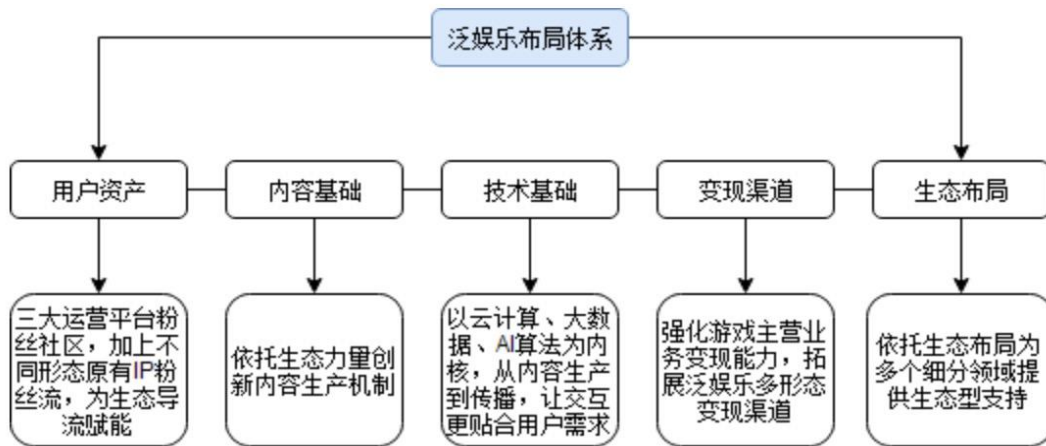 泛娱乐布局体系
用户资产
内容基础
技术基础
变现渠道
生态布局
三大运营平台粉
丝社区，加上不
同形态原有IP粉
丝流，为生态导
流赋能
依托生态力量创
新内容生产机制
以云计算、大数
据、AI算法为内
核，从内容生产
到传播，让交互
更贴合用户需求
强化游戏主营业
务变现能力，拓
展泛娱乐多形态
变现渠道
依托生态布局为
多个细分领域提
供生态型支持